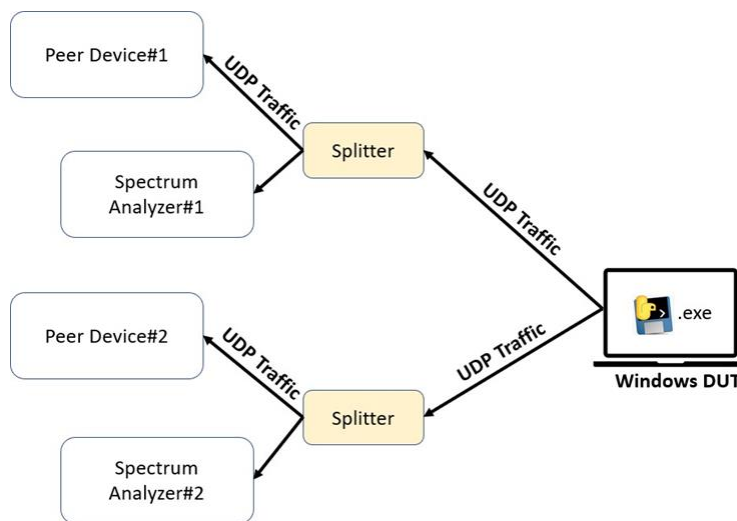 Peer Device#1
UDP Traffic
Splitter
Spectrum
Analyzer#1
UDP Traffic
.exe
Peer Device#2
UDP Traffic
UDP Traffic
Windows DUT
Splitter
Spectrum
Analyzer#2